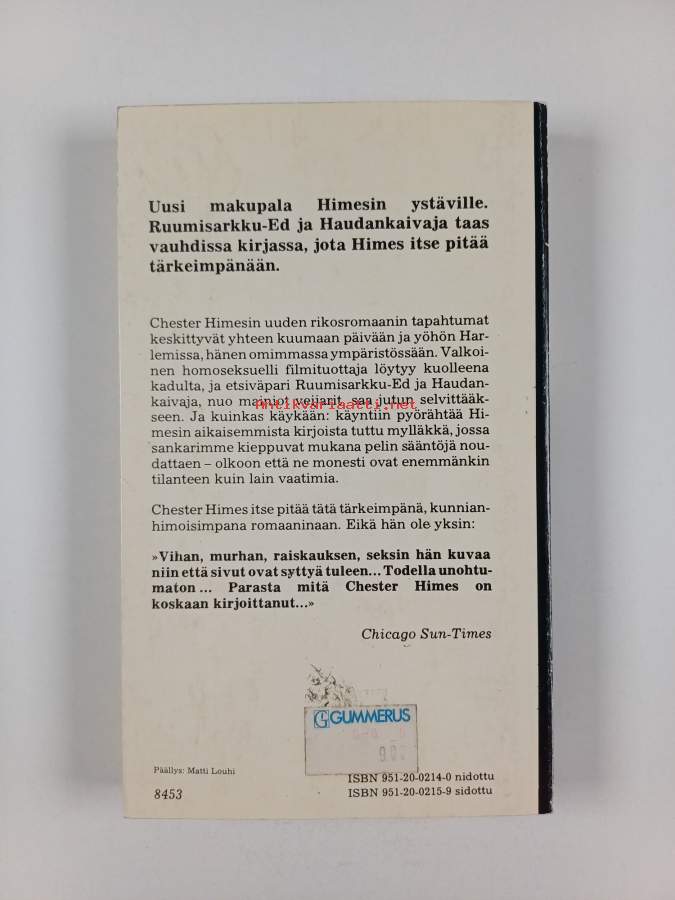 Uusi makupala Himesin ystäville.
Ruumisarkku-Ed ja Haudankaivaja taas
vauhdissa kirjassa, jota Himes itse pitää
tärkeimpänään.
Chester Himesin uuden rikosromaanin tapahtumat
keskittyvät yhteen kuumaan päivään ja yöhön Har-
lemissa, hänen omimmassa ympäristössään. Valkoi-
nen homoseksuelli filmituottaja löytyy kuolleena
kadulta, ja etsiväpari Ruumisarkku-Ed ja Haudan-
kaivaja, nuo mainiot veijarit, saa jutun selvittääk-
Antikvariaatti.net
seen. Ja kuinkas käykään: käyntiin pyörähtää Hi-
mesin aikaisemmista kirjoista tuttu mylläkkä, jossa
sankarimme kieppuvat mukana pelin sääntöjä nou-
dattaen – olkoon että ne monesti ovat enemmänkin
tilanteen kuin lain vaatimia.
Chester Himes itse pitää tätä tärkeimpänä, kunnian-
himoisimpana romaaninaan. Eikä hän ole yksin:
»Vihan, murhan, raiskauksen, seksin hän kuvaa
niin että sivut ovat syttyä tuleen... Todella unohtu-
maton ... Parasta mitä Chester Himes on
koskaan kirjoittanut...»
Chicago Sun-Times
GUMMERUS
Päällys: Matti Louhi
8453
ISBN 951-20-0214-0 nidottu
ISBN 951-20-0215-9 sidottu